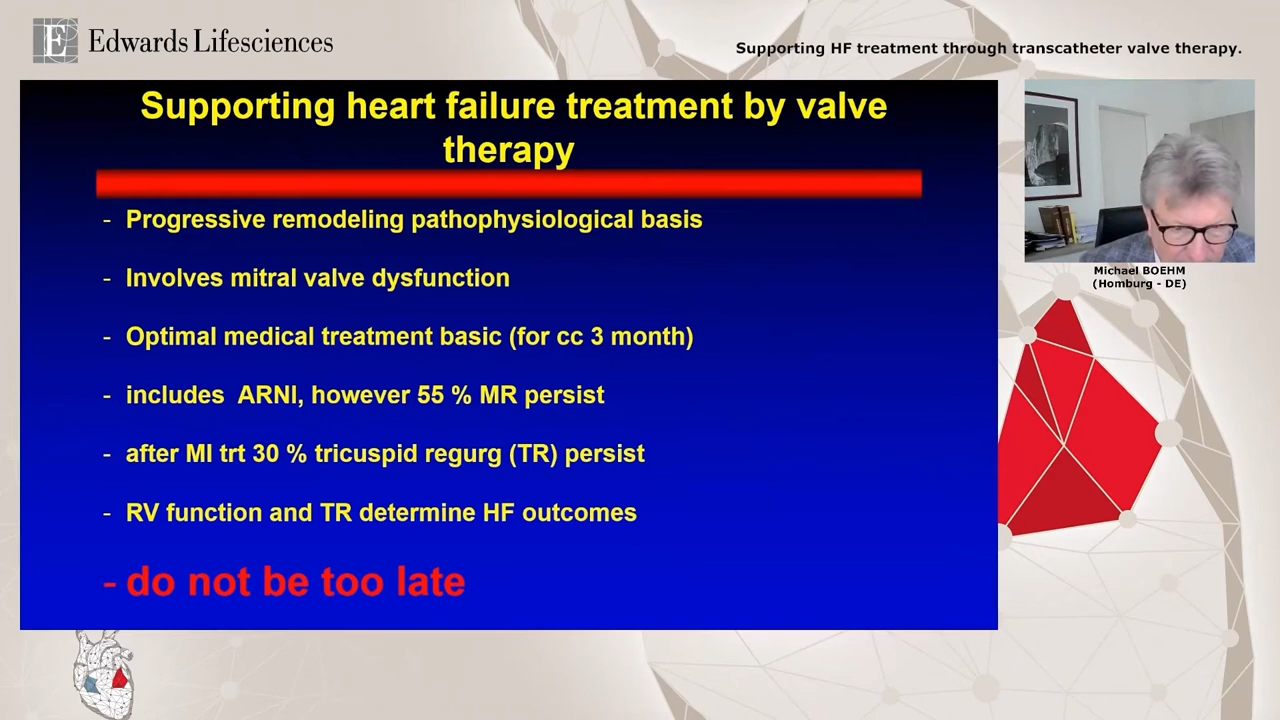 E Edwards Lifesciences
Supporting HF treatment through transcatheter valve therapy.
Supporting heart failure treatment by valve
therapy
- Progressive remodeling pathophysiological basis
- Involves mitral valve dysfunction
- Optimal medical treatment basic (for cc 3 month)
- includes ARNI, however 55 % MR persist
- after MI trt 30 % tricuspid regurg (TR) persist
- RV function and TR determine HF outcomes
- do not be too late
Michael BOEHM
(Homburg - DE)